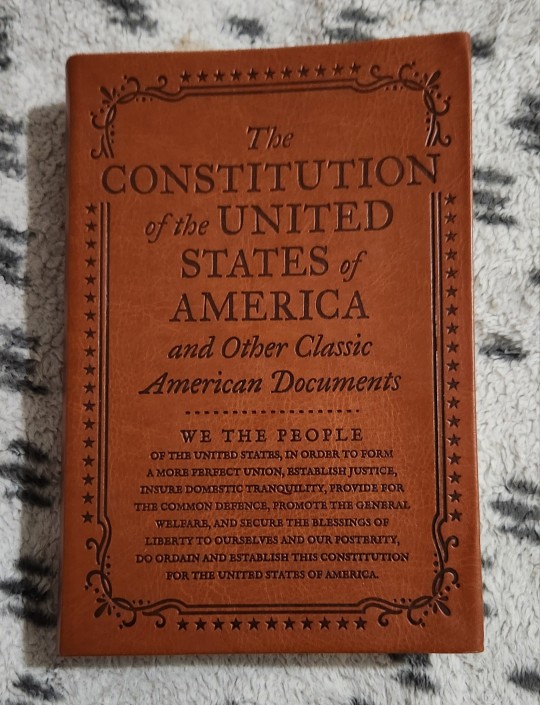 The
CONSTITUTION
of the UNITED
STATES of
AMERICA
and Other Classic
American Documents
WE THE PEOPLE
OF THE UNITED STATES, IN ORDER TO FORM
A MORE PERFECT UNION, ESTABLISH JUSTICE,
INSURE DOMESTIC TRANQUILITY, PROVIDE FOR
THE COMMON DEFENCE, PROMOTE THE GENERAL
WELFARE, AND SECURE THE BLESSINGS OF
LIBERTY TO OURSELVES AND OUR POSTERITY,
DO ORDAIN AND ESTABLISH THIS CONSTITUTION
FOR THE UNITED STATES OF AMERICA.